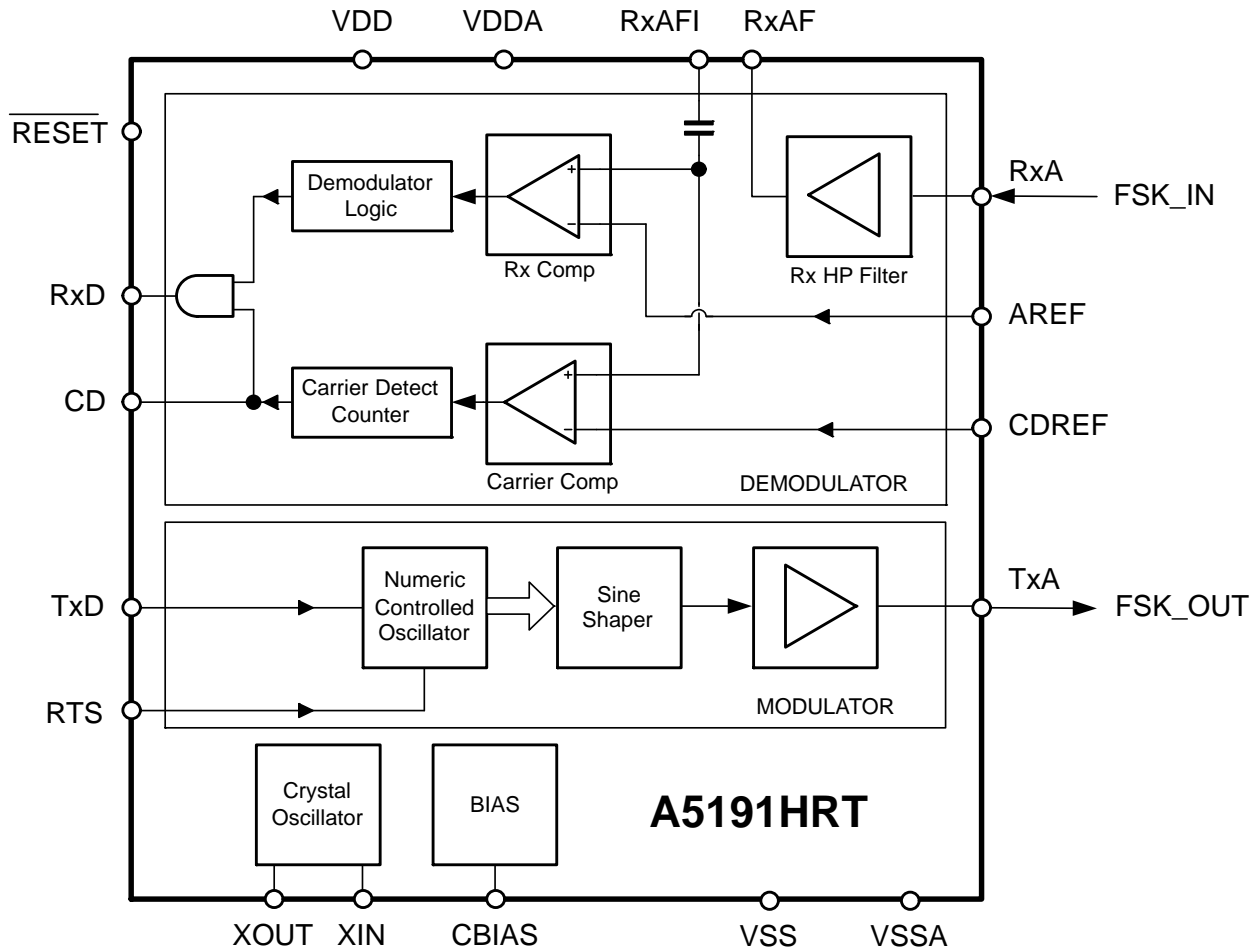 VDD
VDDA
RxAFI
RxAF
RESET
Demodulator
Logic
+
−
Rx Comp
Rx HP Filter
RxA
FSK_IN
RxD
AREF
CD
Carrier Detect
Counter
+
−
Carrier Comp
CDREF
DEMODULATOR
TxD
Numeric
Controlled
Oscillator
Sine
Shaper
TxA
FSK_OUT
RTS
MODULATOR
Crystal
Oscillator
BIAS
A5191HRT
XOUT
XIN
CBIAS
VSS
VSSA